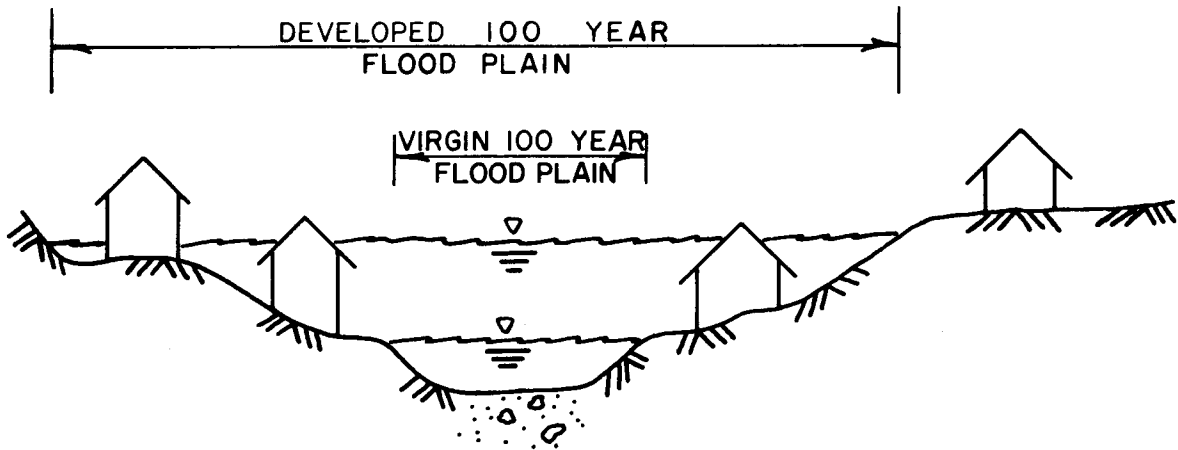 DEVELOPED 100 YEAR
FLOOD PLAIN
VIRGIN 100 YEAR
FLOOD PLAIN